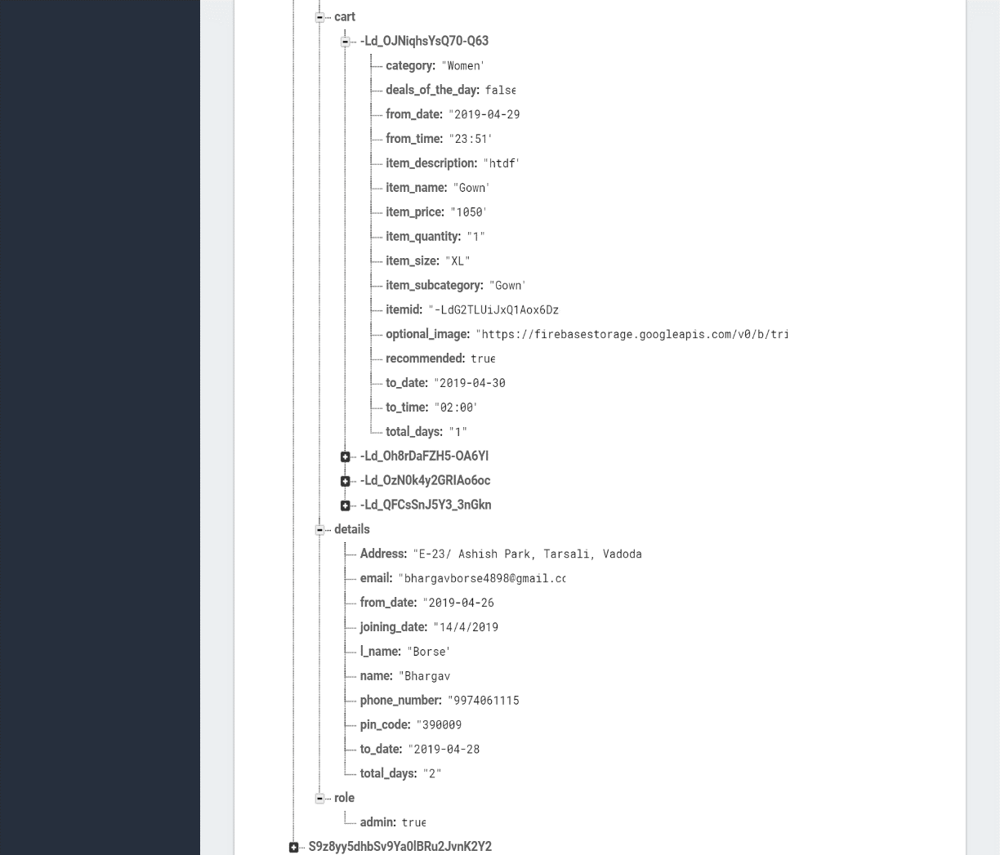 cart
-Ld_OJNiqhsYsQ70-Q63
category: "Women'
deals_of_the_day: false
from_date: "2019-04-29
from_time: "23:51'
item_description: "htdf'
item_name: "Gown'
item_price: "1050'
item_quantity: "1"
item_size: "XL"
item_subcategory: "Gown'
itemid: "-LdG2TLUiJxQ1Aox6Dz
optional_image: "https://firebasestorage.googleapis.com/v0/b/tri
recommended: true
to_date: "2019-04-30
to_time: "02:00'
total_days: "1"
-Ld_Oh8rDaFZH5-OA6YI
-Ld_OzN0k4y2GRIAo6oc
-Ld_QFCsSnJ5Y3_3nGkn
details
Address: "E-23/ Ashish Park, Tarsali, Vadoda
email: "bhargavborse4898@gmail.cc
from_date: "2019-04-26
joining_date: "14/4/2019
l_name: "Borse'
name: "Bhargav
phone_number: "9974061115
pin_code: "390009
to_date: "2019-04-28
total_days: "2"
role
admin: true
S9z8yy5dhbSv9Ya0lBRu2JvnK2Y2